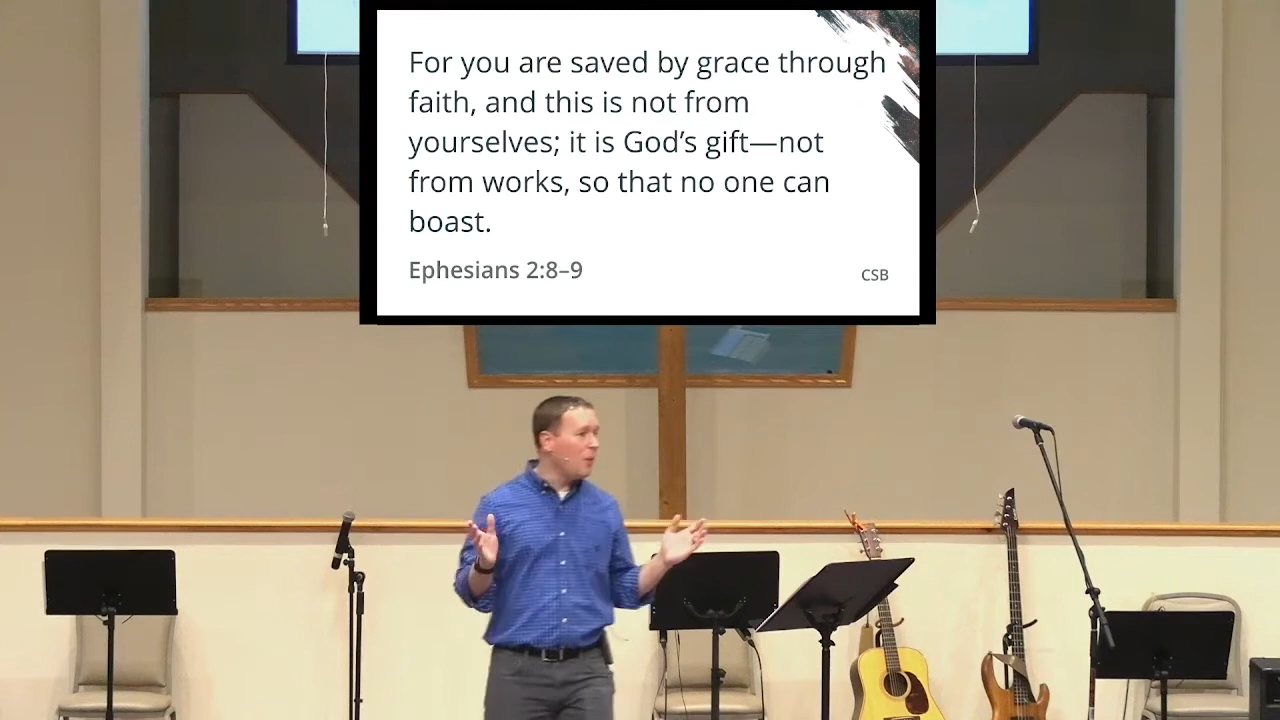 For you are saved by grace through
faith, and this is not from
yourselves; it is God’s gift—not
from works, so that no one can
boast.
Ephesians 2:8–9
CSB